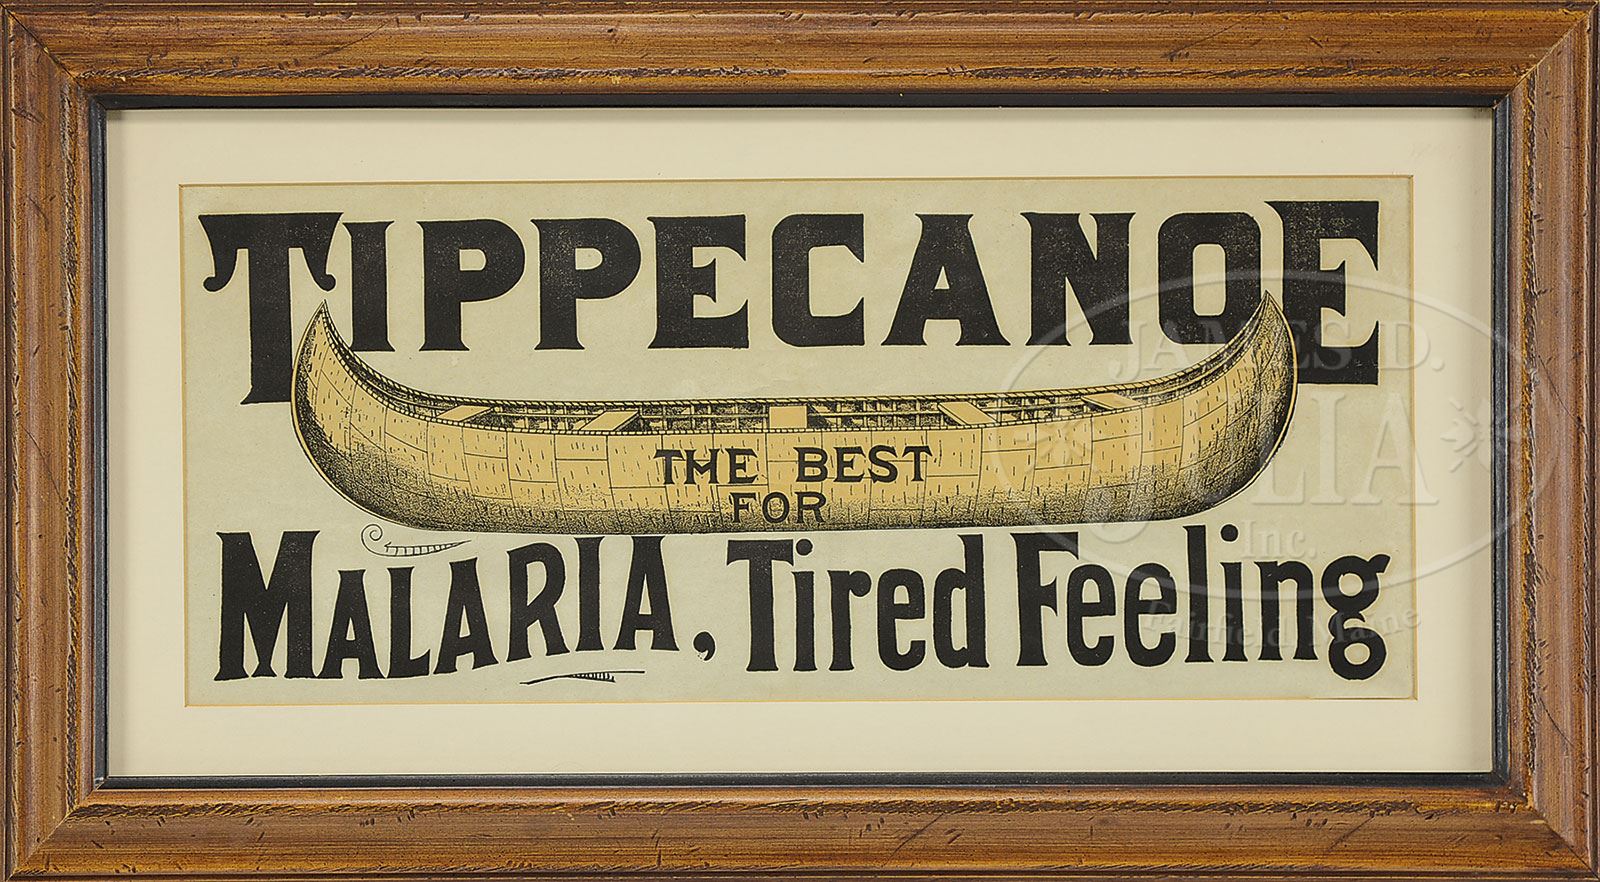 TIPPECANOE
THE BEST
FOR
MALARIA, Tired Feeling
JAMES D.
JULIA
Inc.
Fairfield, Maine